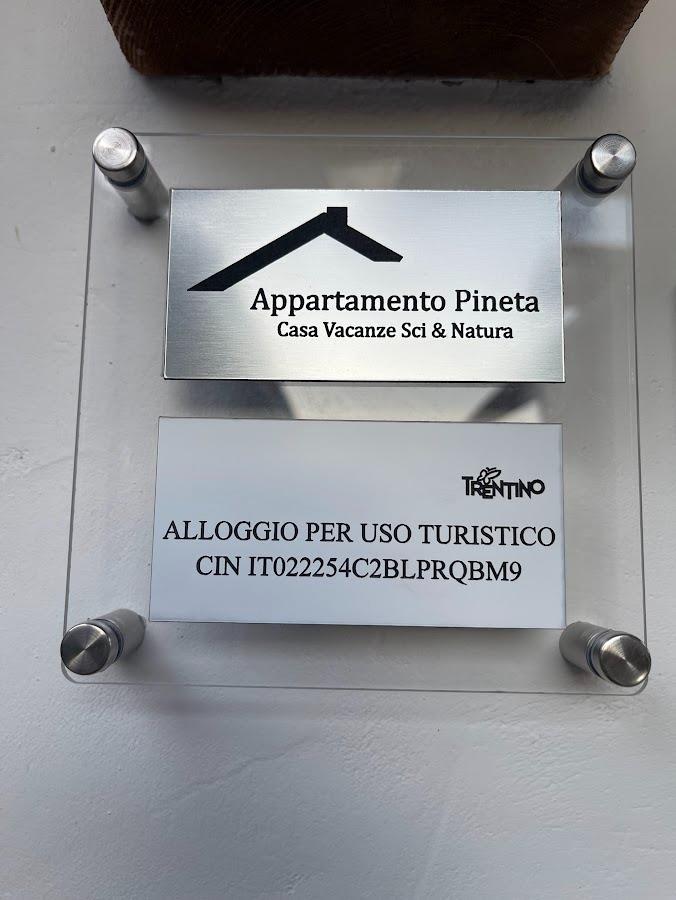 Appartamento Pineta
Casa Vacanze Sci & Natura
TRENTINO
ALLOGGIO PER USO TURISTICO
CIN IT022254C2BLPRQBM9